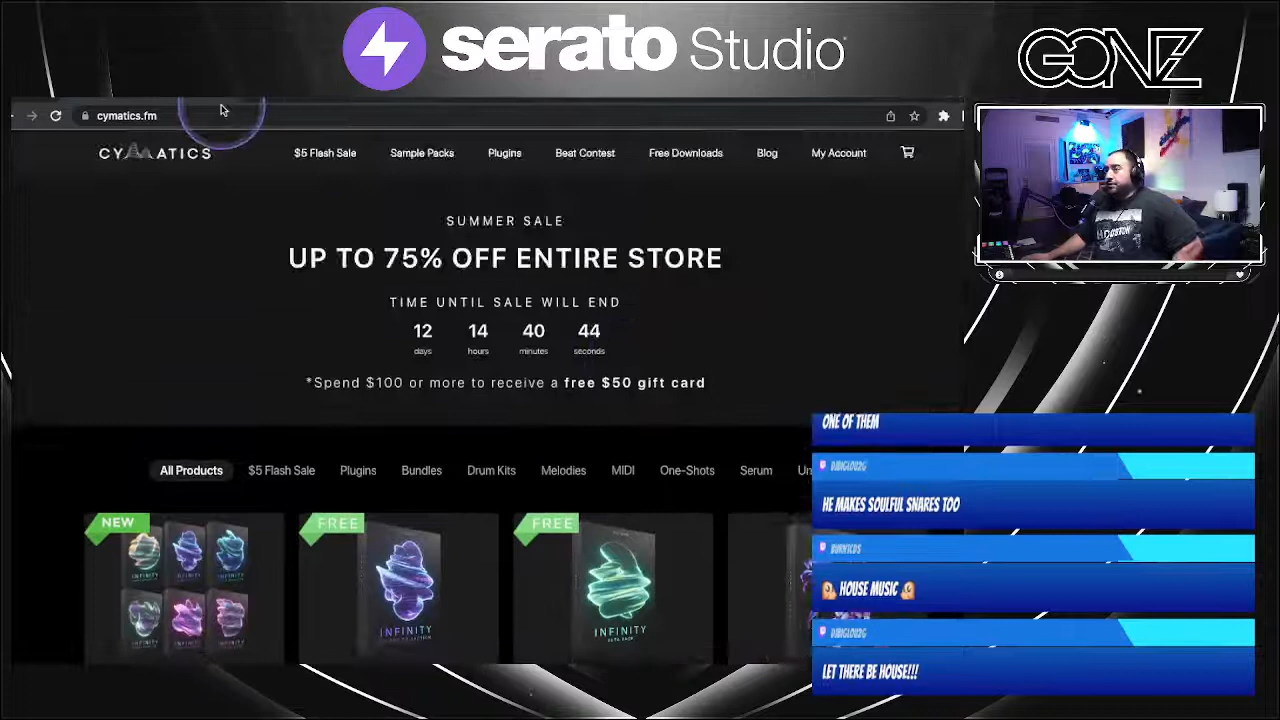 serato Studio
GONZ
cymatics.fm
CYMATICS
$5 Flash Sale
Sample Packs
Plugins
Beat Contest
Free Downloads
Blog
My Account
SUMMER SALE
UP TO 75% OFF ENTIRE STORE
TIME UNTIL SALE WILL END
12 14 40 44
days hours minutes seconds
*Spend $100 or more to receive a free $50 gift card
All Products
$5 Flash Sale
Plugins
Bundles
Drum Kits
Melodies
MIDI
One-Shots
Serum
NEW
FREE
FREE
INFINITY
INFINITY
ONE OF THEM
HE MAKES SOULFUL SNARES TOO
HOUSE MUSIC
LET THERE BE HOUSE!!!